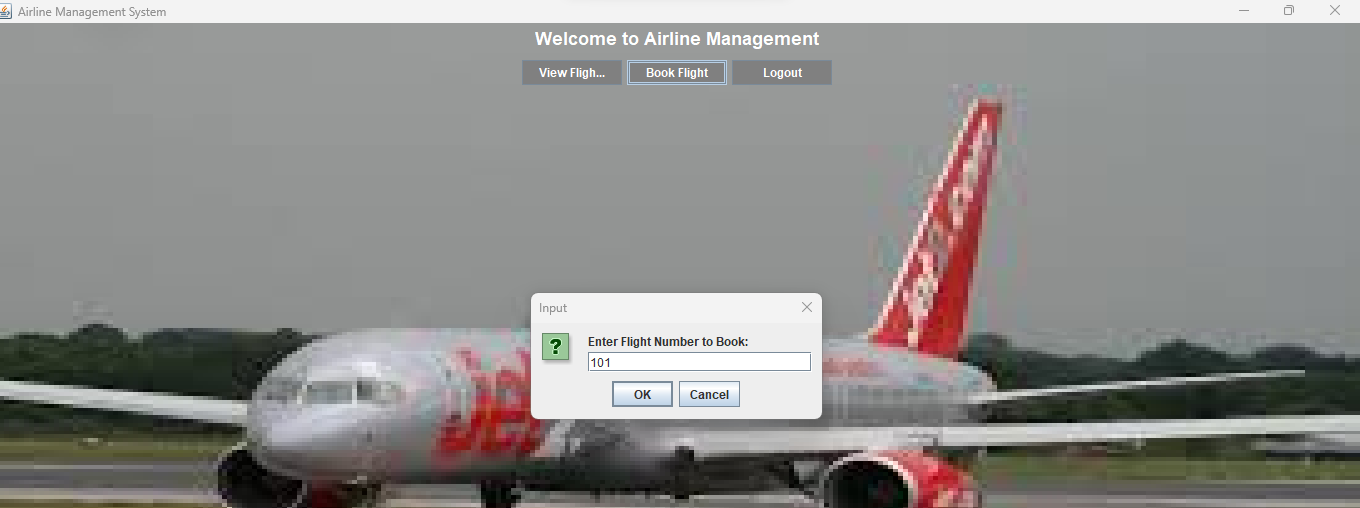 Airline Management System
Welcome to Airline Management
View Fligh...
Book Flight
Logout
Input
?
Enter Flight Number to Book:
101
OK
Cancel